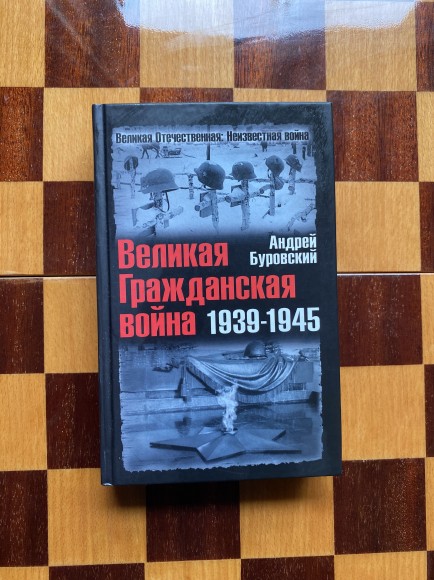 Великая Отечественная: Неизвестная война
Андрей
Буровский
Великая
Гражданская
война 1939-1945